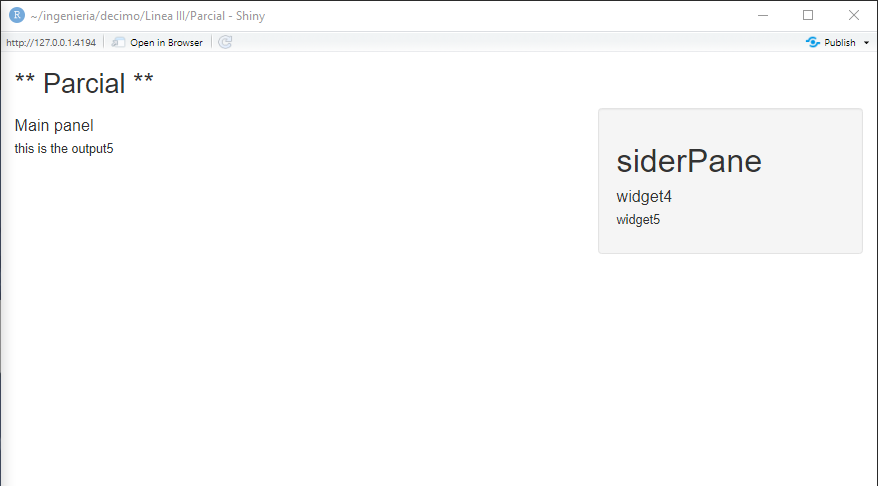 R ~/ingenieria/decimo/Linea III/Parcial - Shiny
http://127.0.0.1:4194 Open in Browser Publish
** Parcial **
Main panel
this is the output5
siderPane
widget4
widget5